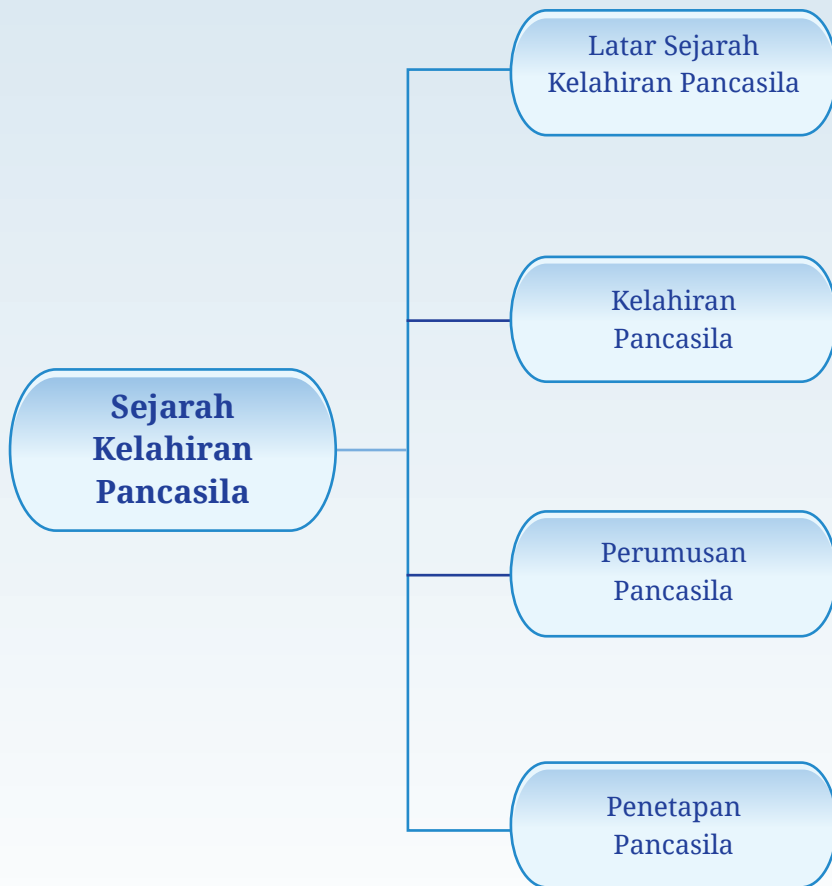 Latar Sejarah
Kelahiran Pancasila
Kelahiran
Pancasila
Sejarah
Kelahiran
Pancasila
Perumusan
Pancasila
Penetapan
Pancasila